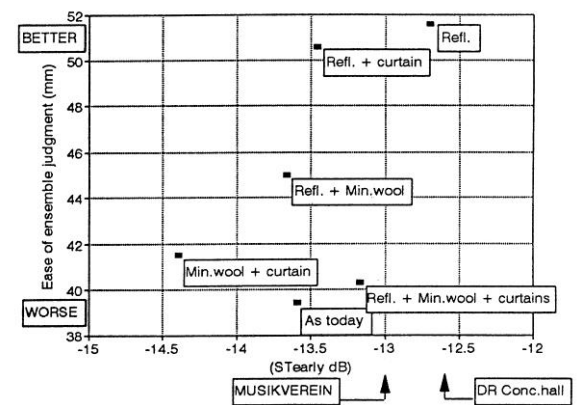 52
50
48
46
44
42
40
38
BETTER
WORSE
Ease of ensemble judgment (mm)
Refl.
Refl. + curtain
Refl. + Min.wool
Min.wool + curtain
Refl. + Min.wool + curtains
As today
-15
-14.5
-14
-13.5
-13
-12.5
-12
(STearly dB)
MUSIKVEREIN
DR Conc.hall